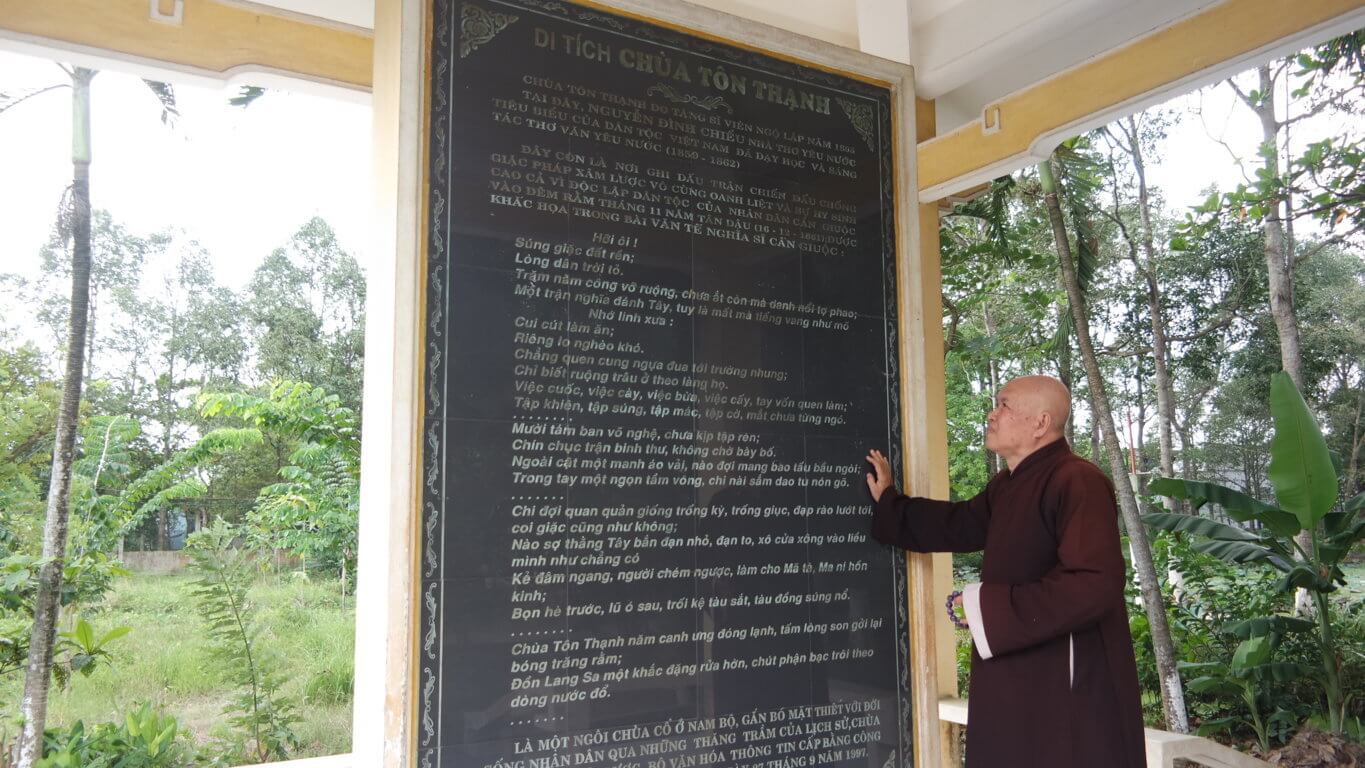 DI TÍCH CHÙA TÔN THẠNH
CHÙA TÔN THẠNH DO TĂNG SĨ VIÊN NGỘ LẬP NĂM 1808
TẠI ĐÂY, NGUYỄN ĐÌNH CHIỂU NHÀ THƠ YÊU NƯỚC
TIÊU BIỂU CỦA DÂN TỘC VIỆT NAM ĐÃ DẠY HỌC VÀ SÁNG
TÁC THƠ VĂN YÊU NƯỚC (1859 - 1862)
ĐÂY CÒN LÀ NƠI GHI DẤU TRẬN CHIẾN ĐẤU CHỐNG
GIẶC PHÁP XÂM LƯỢC VÔ CÙNG OANH LIỆT VÀ SỰ HY SINH
CAO CẢ VÌ ĐỘC LẬP DÂN TỘC CỦA NHÂN DÂN CẦN GIUỘC
VÀO ĐÊM RẰM THÁNG 11 NĂM TÂN DẬU (16 - 12 - 1861) ĐƯỢC
KHẮC HỌA TRONG BÀI VĂN TẾ NGHĨA SĨ CẦN GIUỘC :
Hỡi ôi !
Súng giặc đất rền;
Lòng dân trời tỏ.
Trăm năm công vỡ ruộng, chưa ắt còn mà danh nổi tợ phao;
Một trận nghĩa đánh Tây, tuy là mất mà tiếng vang như mõ
Nhớ linh xưa :
Cui cút làm ăn;
Riêng lo nghèo khó.
Chẳng quen cung ngựa đua tới trường nhung;
Chỉ biết ruộng trâu ở theo làng họ.
Việc cuốc, việc cày, việc bừa, việc cấy, tay vốn quen làm;
Tập khiên, tập súng, tập mác, tập cờ, mắt chưa từng ngó.
. . . . . . . .
Mười tám ban võ nghệ, chưa kịp tập rèn;
Chín chục trận binh thư, không chờ bày bố.
Ngoài cật một manh áo vải, nào đợi mang bao tấu bầu ngòi;
Trong tay một ngọn tầm vông, chi nài sắm dao tu nón gõ.
. . . . . . .
Chi đợi quan quản gióng trống kỳ, trống giục, đạp rào lướt tới,
coi giặc cũng như không;
Nào sợ thằng Tây bắn đạn nhỏ, đạn to, xô cửa xông vào liều
mình như chẳng có
Kẻ đâm ngang, người chém ngược, làm cho Mã tà, Ma ní hồn
kinh;
Bọn hè trước, lũ ó sau, trối kệ tàu sắt, tàu đồng súng nổ.
. . . . . . . .
Chùa Tôn Thạnh năm canh ưng đóng lạnh, tấm lòng son gởi lại
bóng trăng rằm;
Đồn Lang Sa một khắc đặng rửa hờn, chút phận bạc trôi theo
dòng nước đổ.
. . . . . . .
LÀ MỘT NGÔI CHÙA CỔ Ở NAM BỘ, GẮN BÓ MẬT THIẾT VỚI ĐỜI
SỐNG NHÂN DÂN QUA NHỮNG THĂNG TRẦM CỦA LỊCH SỬ, CHÙA
BỘ VĂN HÓA THÔNG TIN CẤP BẰNG CÔNG
NGÀY 27 THÁNG 9 NĂM 1997.